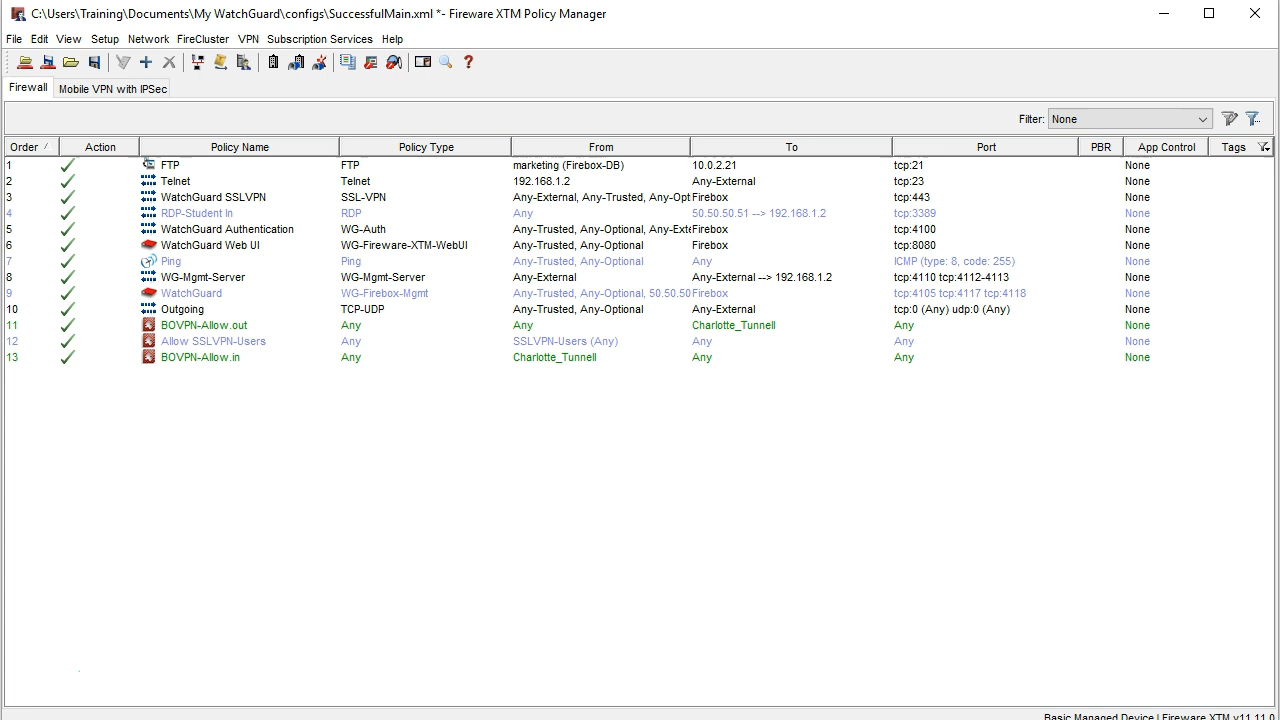 C:\Users\Training\Documents\My WatchGuard\configs\SuccessfulMain.xml *- Fireware XTM Policy Manager
File Edit View Setup Network FireCluster VPN Subscription Services Help
Firewall Mobile VPN with IPSec
Filter: None
Order Action Policy Name Policy Type From To Port PBR App Control Tags
1 FTP FTP marketing (Firebox-DB) 10.0.2.21 tcp:21 None
2 Telnet Telnet 192.168.1.2 Any-External tcp:23 None
3 WatchGuard SSLVPN SSL-VPN Any-External, Any-Trusted, Any-Opt Firebox tcp:443 None
4 RDP-Student In RDP Any 50.50.50.51 --> 192.168.1.2 tcp:3389 None
5 WatchGuard Authentication WG-Auth Any-Trusted, Any-Optional, Any-Exte Firebox tcp:4100 None
6 WatchGuard Web UI WG-Fireware-XTM-WebUI Any-Trusted, Any-Optional Firebox tcp:8080 None
7 Ping Ping Any-Trusted, Any-Optional Any ICMP (type: 8, code: 255) None
8 WG-Mgmt-Server WG-Mgmt-Server Any-External Any-External --> 192.168.1.2 tcp:4110 tcp:4112-4113 None
9 WatchGuard WG-Firebox-Mgmt Any-Trusted, Any-Optional, 50.50.50 Firebox tcp:4105 tcp:4117 tcp:4118 None
10 Outgoing TCP-UDP Any-Trusted, Any-Optional Any-External tcp:0 (Any) udp:0 (Any) None
11 BOVPN-Allow.out Any Any Charlotte_Tunnell Any None
12 Allow SSLVPN-Users Any SSLVPN-Users (Any) Any Any None
13 BOVPN-Allow.in Any Charlotte_Tunnell Any Any None
Basic Managed Device | Fireware XTM v11.11.0